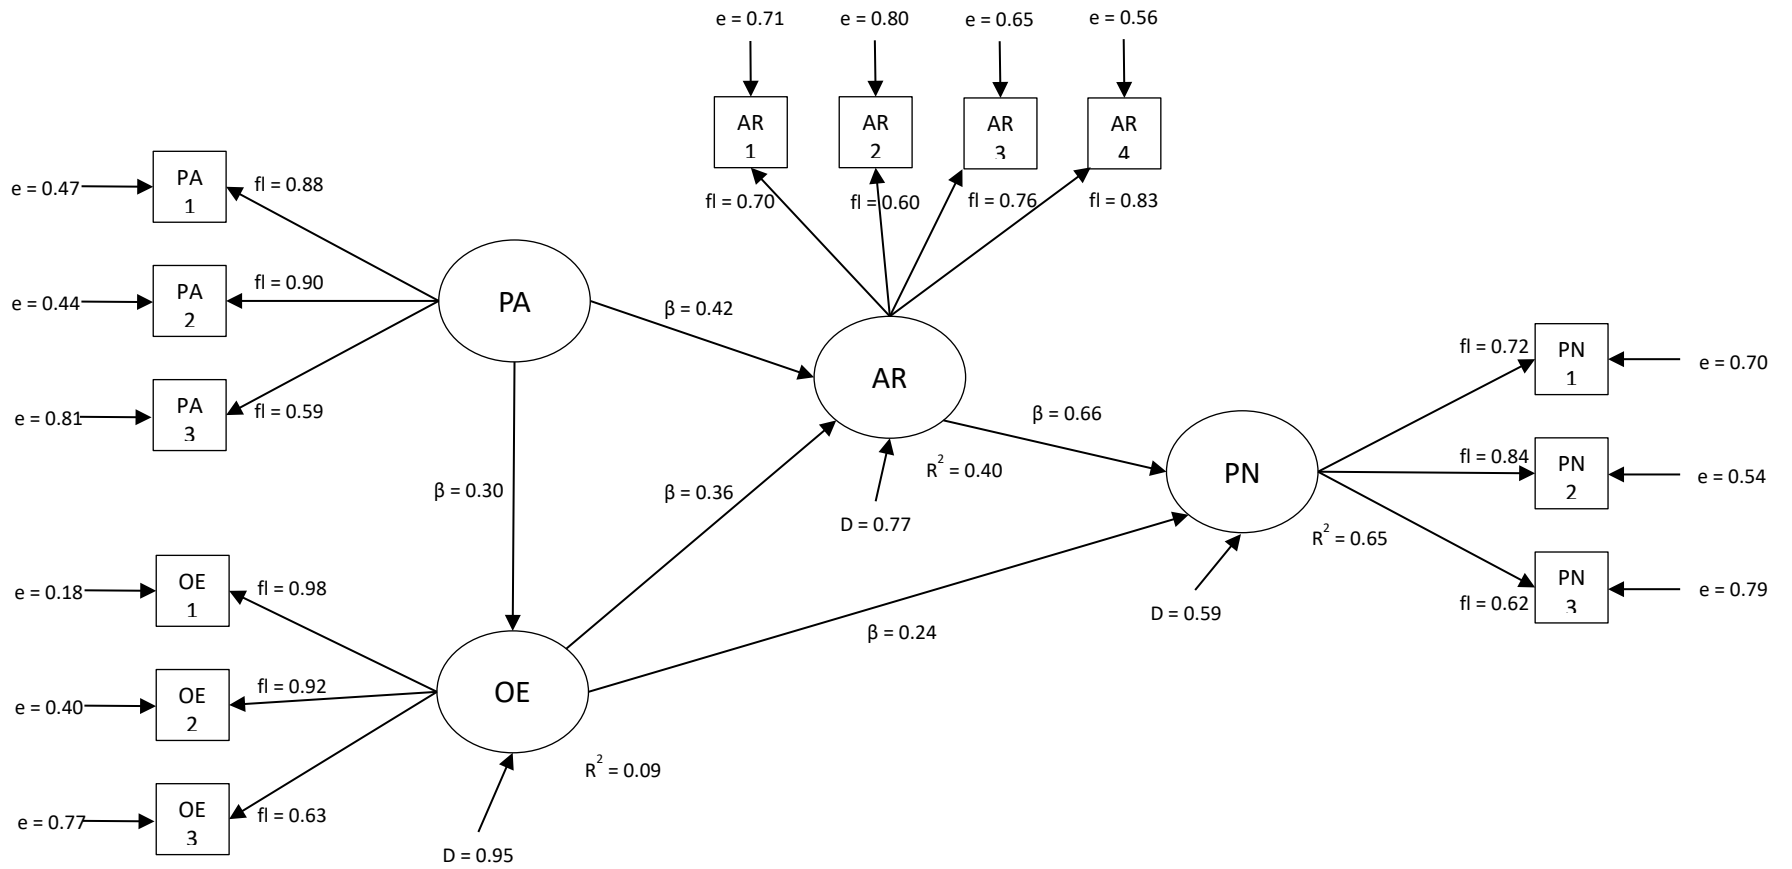 e = 0.71
e = 0.80
e = 0.65
e = 0.56
AR
1
AR
2
AR
3
AR
4
fl = 0.70
fl = 0.60
fl = 0.76
fl = 0.83
e = 0.47
PA
1
fl = 0.88
e = 0.44
PA
2
fl = 0.90
e = 0.81
PA
3
fl = 0.59
PA
β = 0.42
AR
β = 0.30
β = 0.36
R² = 0.40
D = 0.77
β = 0.66
PN
fl = 0.72
PN
1
e = 0.70
fl = 0.84
PN
2
e = 0.54
R² = 0.65
fl = 0.62
PN
3
e = 0.79
D = 0.59
β = 0.24
e = 0.18
OE
1
fl = 0.98
e = 0.40
OE
2
fl = 0.92
e = 0.77
OE
3
fl = 0.63
OE
R² = 0.09
D = 0.95